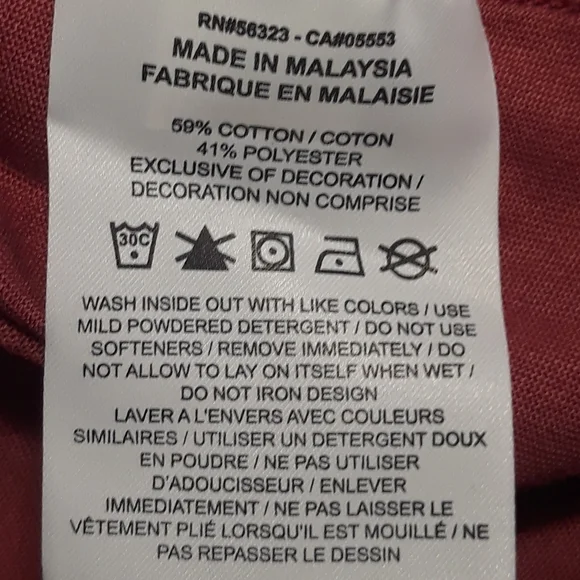 RN#56323 - CA#05553
MADE IN MALAYSIA
FABRIQUE EN MALAISIE
59% COTTON / COTON
41% POLYESTER
EXCLUSIVE OF DECORATION /
DECORATION NON COMPRISE
30C
WASH INSIDE OUT WITH LIKE COLORS / USE
MILD POWDERED DETERGENT / DO NOT USE
SOFTENERS / REMOVE IMMEDIATELY / DO
NOT ALLOW TO LAY ON ITSELF WHEN WET /
DO NOT IRON DESIGN
LAVER A L'ENVERS AVEC COULEURS
SIMILAIRES / UTILISER UN DETERGENT DOUX
EN POUDRE / NE PAS UTILISER
D'ADOUCISSEUR / ENLEVER
IMMEDIATEMENT / NE PAS LAISSER LE
VÊTEMENT PLIÉ LORSQU'IL EST MOUILLÉ / NE
PAS REPASSER LE DESSIN